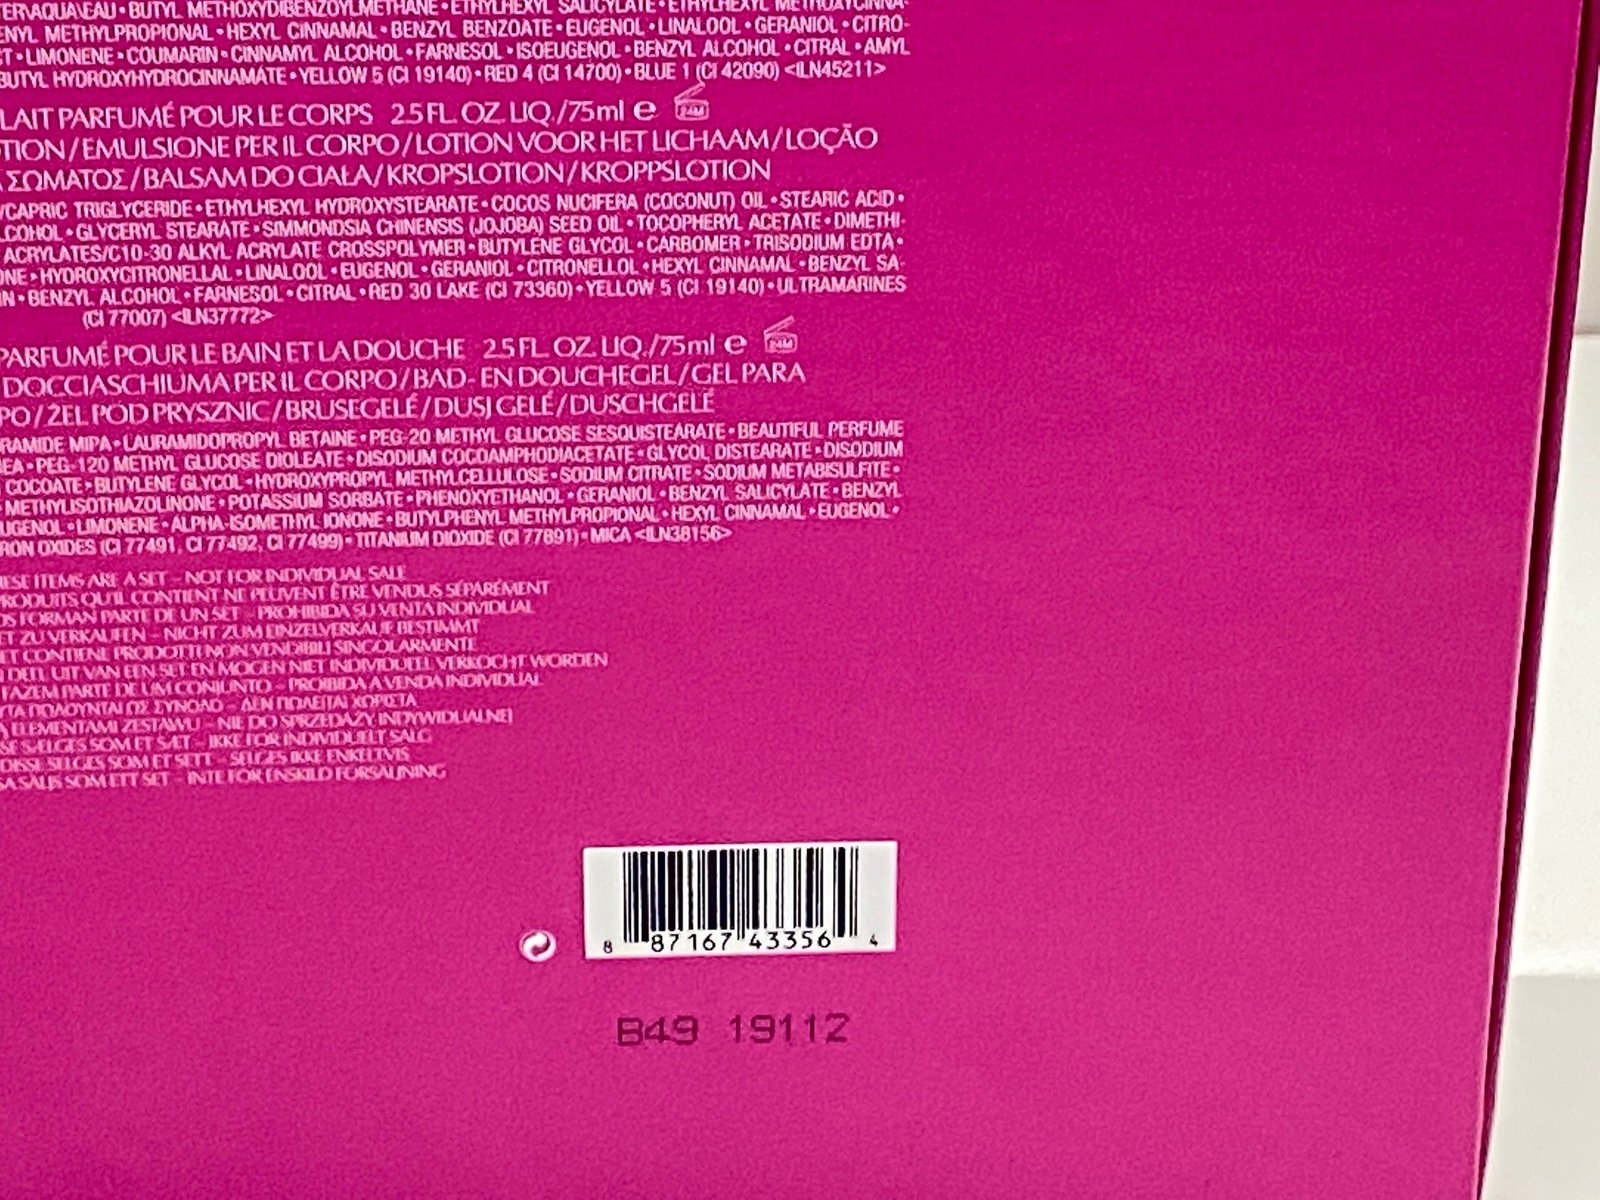 TER\AQUA\EAU • BUTYL METHOXYDIBENZOYLMETHANE • ETHYLHEXYL SALICYLATE • ETHYLHEXYL METHOXYCINNA-
ENYL METHYLPROPIONAL • HEXYL CINNAMAL • BENZYL BENZOATE • EUGENOL • LINALOOL • GERANIOL • CITRO-
CT • LIMONENE • COUMARIN • CINNAMYL ALCOHOL • FARNESOL • ISOEUGENOL • BENZYL ALCOHOL • CITRAL • AMYL
BUTYL HYDROXYHYDROCINNAMATE • YELLOW 5 (CI 19140) • RED 4 (CI 14700) • BLUE 1 (CI 42090) <ILN45211>
LAIT PARFUMÉ POUR LE CORPS 2.5 FL. OZ. LIQ./75ml e 24M
TION/EMULSIONE PER IL CORPO/LOTION VOOR HET LICHAAM/LOÇÃO
ΣΩΜΑΤΟΣ/BALSAM DO CIAŁA/KROPSLOTION/KROPPSLOTION
/CAPRIC TRIGLYCERIDE • ETHYLHEXYL HYDROXYSTEARATE • COCOS NUCIFERA (COCONUT) OIL • STEARIC ACID •
COHOL • GLYCERYL STEARATE • SIMMONDSIA CHINENSIS (JOJOBA) SEED OIL • TOCOPHERYL ACETATE • DIMETHI-
ACRYLATES/C10-30 ALKYL ACRYLATE CROSSPOLYMER • BUTYLENE GLYCOL • CARBOMER • TRISODIUM EDTA •
ONE • HYDROXYCITRONELLAL • LINALOOL • EUGENOL • GERANIOL • CITRONELLOL • HEXYL CINNAMAL • BENZYL SA-
IN • BENZYL ALCOHOL • FARNESOL • CITRAL • RED 30 LAKE (CI 73360) • YELLOW 5 (CI 19140) • ULTRAMARINES
(CI 77007) <ILN37772>
PARFUMÉ POUR LE BAIN ET LA DOUCHE 2.5 FL. OZ. LIQ./75ml e 24M
DOCCIASCHIUMA PER IL CORPO/BAD- EN DOUCHEGEL/GEL PARA
PO/ŻEL POD PRYSZNIC/BRUSEGELÉ/DUSJ GELÉ/DUSCHGELÉ
RAMIDE MIPA • LAURAMIDOPROPYL BETAINE • PEG-20 METHYL GLUCOSE SESQUISTEARATE • BEAUTIFUL PERFUME
EA • PEG-120 METHYL GLUCOSE DIOLEATE • DISODIUM COCOAMPHODIACETATE • GLYCOL DISTEARATE • DISODIUM
COCOATE • BUTYLENE GLYCOL • HYDROXYPROPYL METHYLCELLULOSE • SODIUM CITRATE • SODIUM METABISULFITE •
METHYLISOTHIAZOLINONE • POTASSIUM SORBATE • PHENOXYETHANOL • GERANIOL • BENZYL SALICYLATE • BENZYL
UGENOL • LIMONENE • ALPHA-ISOMETHYL IONONE • BUTYLPHENYL METHYLPROPIONAL • HEXYL CINNAMAL • EUGENOL •
RON OXIDES (CI 77491, CI 77492, CI 77499) • TITANIUM DIOXIDE (CI 77891) • MICA <ILN38156>
ESE ITEMS ARE A SET – NOT FOR INDIVIDUAL SALE
PRODUITS QU'IL CONTIENT NE PEUVENT ÊTRE VENDUS SÉPARÉMENT
OS FORMAN PARTE DE UN SET – PROHIBIDA SU VENTA INDIVIDUAL
ET ZU VERKAUFEN – NICHT ZUM EINZELVERKAUF BESTIMMT
ET CONTIENE PRODOTTI NON VENDIBILI SINGOLARMENTE
DEEL UIT VAN EEN SET EN MOGEN NIET INDIVIDUEEL VERKOCHT WORDEN
FAZEM PARTE DE UM CONJUNTO – PROIBIDA A VENDA INDIVIDUAL
ΠΩΛΟΥΝΤΑΙ ΩΣ ΣΥΝΟΛΟ – ΔΕΝ ΠΩΛΕΙΤΑΙ ΧΩΡΙΣΤΑ
ELEMENTAMI ZESTAWU – NIE DO SPRZEDAŻY INDYWIDUALNEJ
SE SÆLGES SOM ET SÆT – IKKE FOR INDIVIDUELT SALG
DISSE SELGES SOM ET SETT – SELGES IKKE ENKELTVIS
SA SÄLJS SOM ETT SET – INTE FÖR ENSKILD FÖRSÄLJNING
8 87167 43356 4
B49 19112